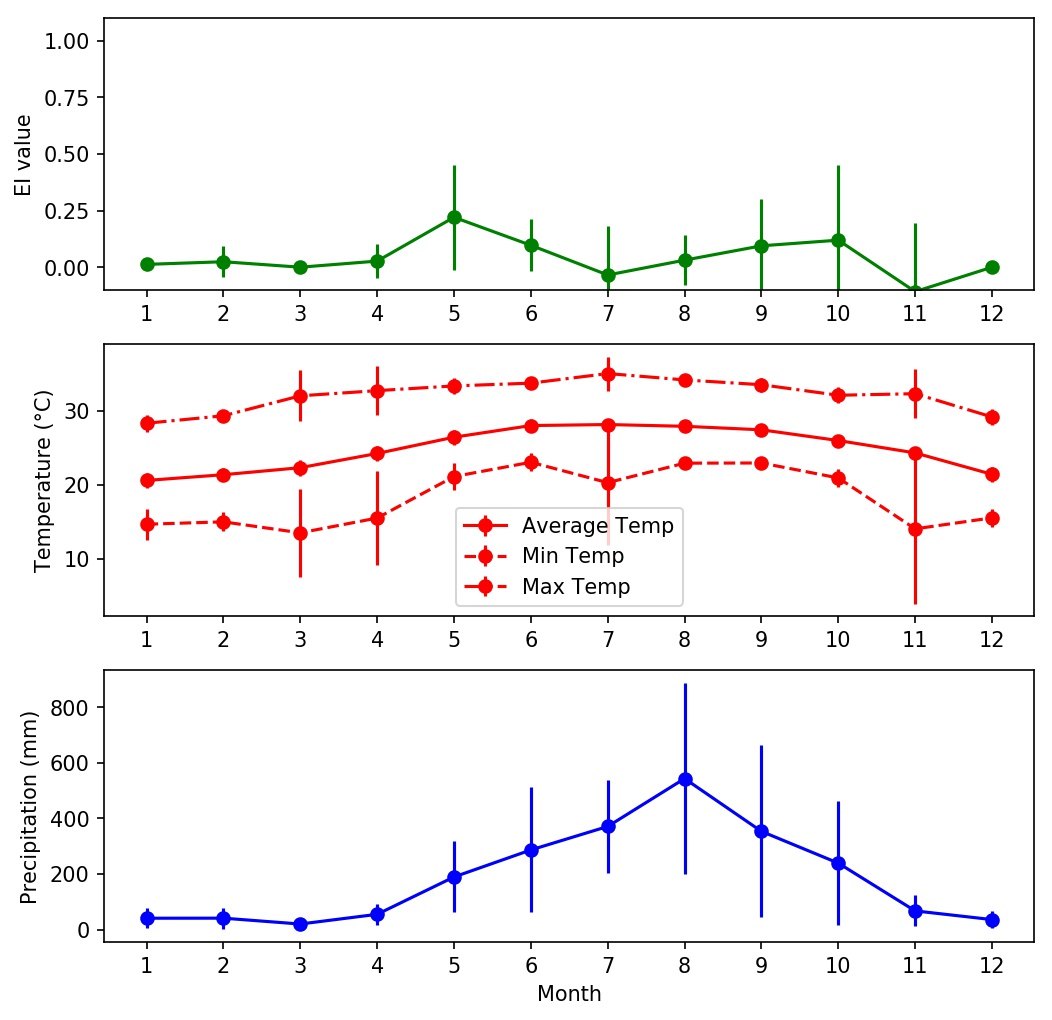 1.00
0.75
0.50
0.25
0.00
EI value
1 2 3 4 5 6 7 8 9 10 11 12
30
20
10
Temperature (°C)
Average Temp
Min Temp
Max Temp
1 2 3 4 5 6 7 8 9 10 11 12
800
600
400
200
0
Precipitation (mm)
1 2 3 4 5 6 7 8 9 10 11 12
Month